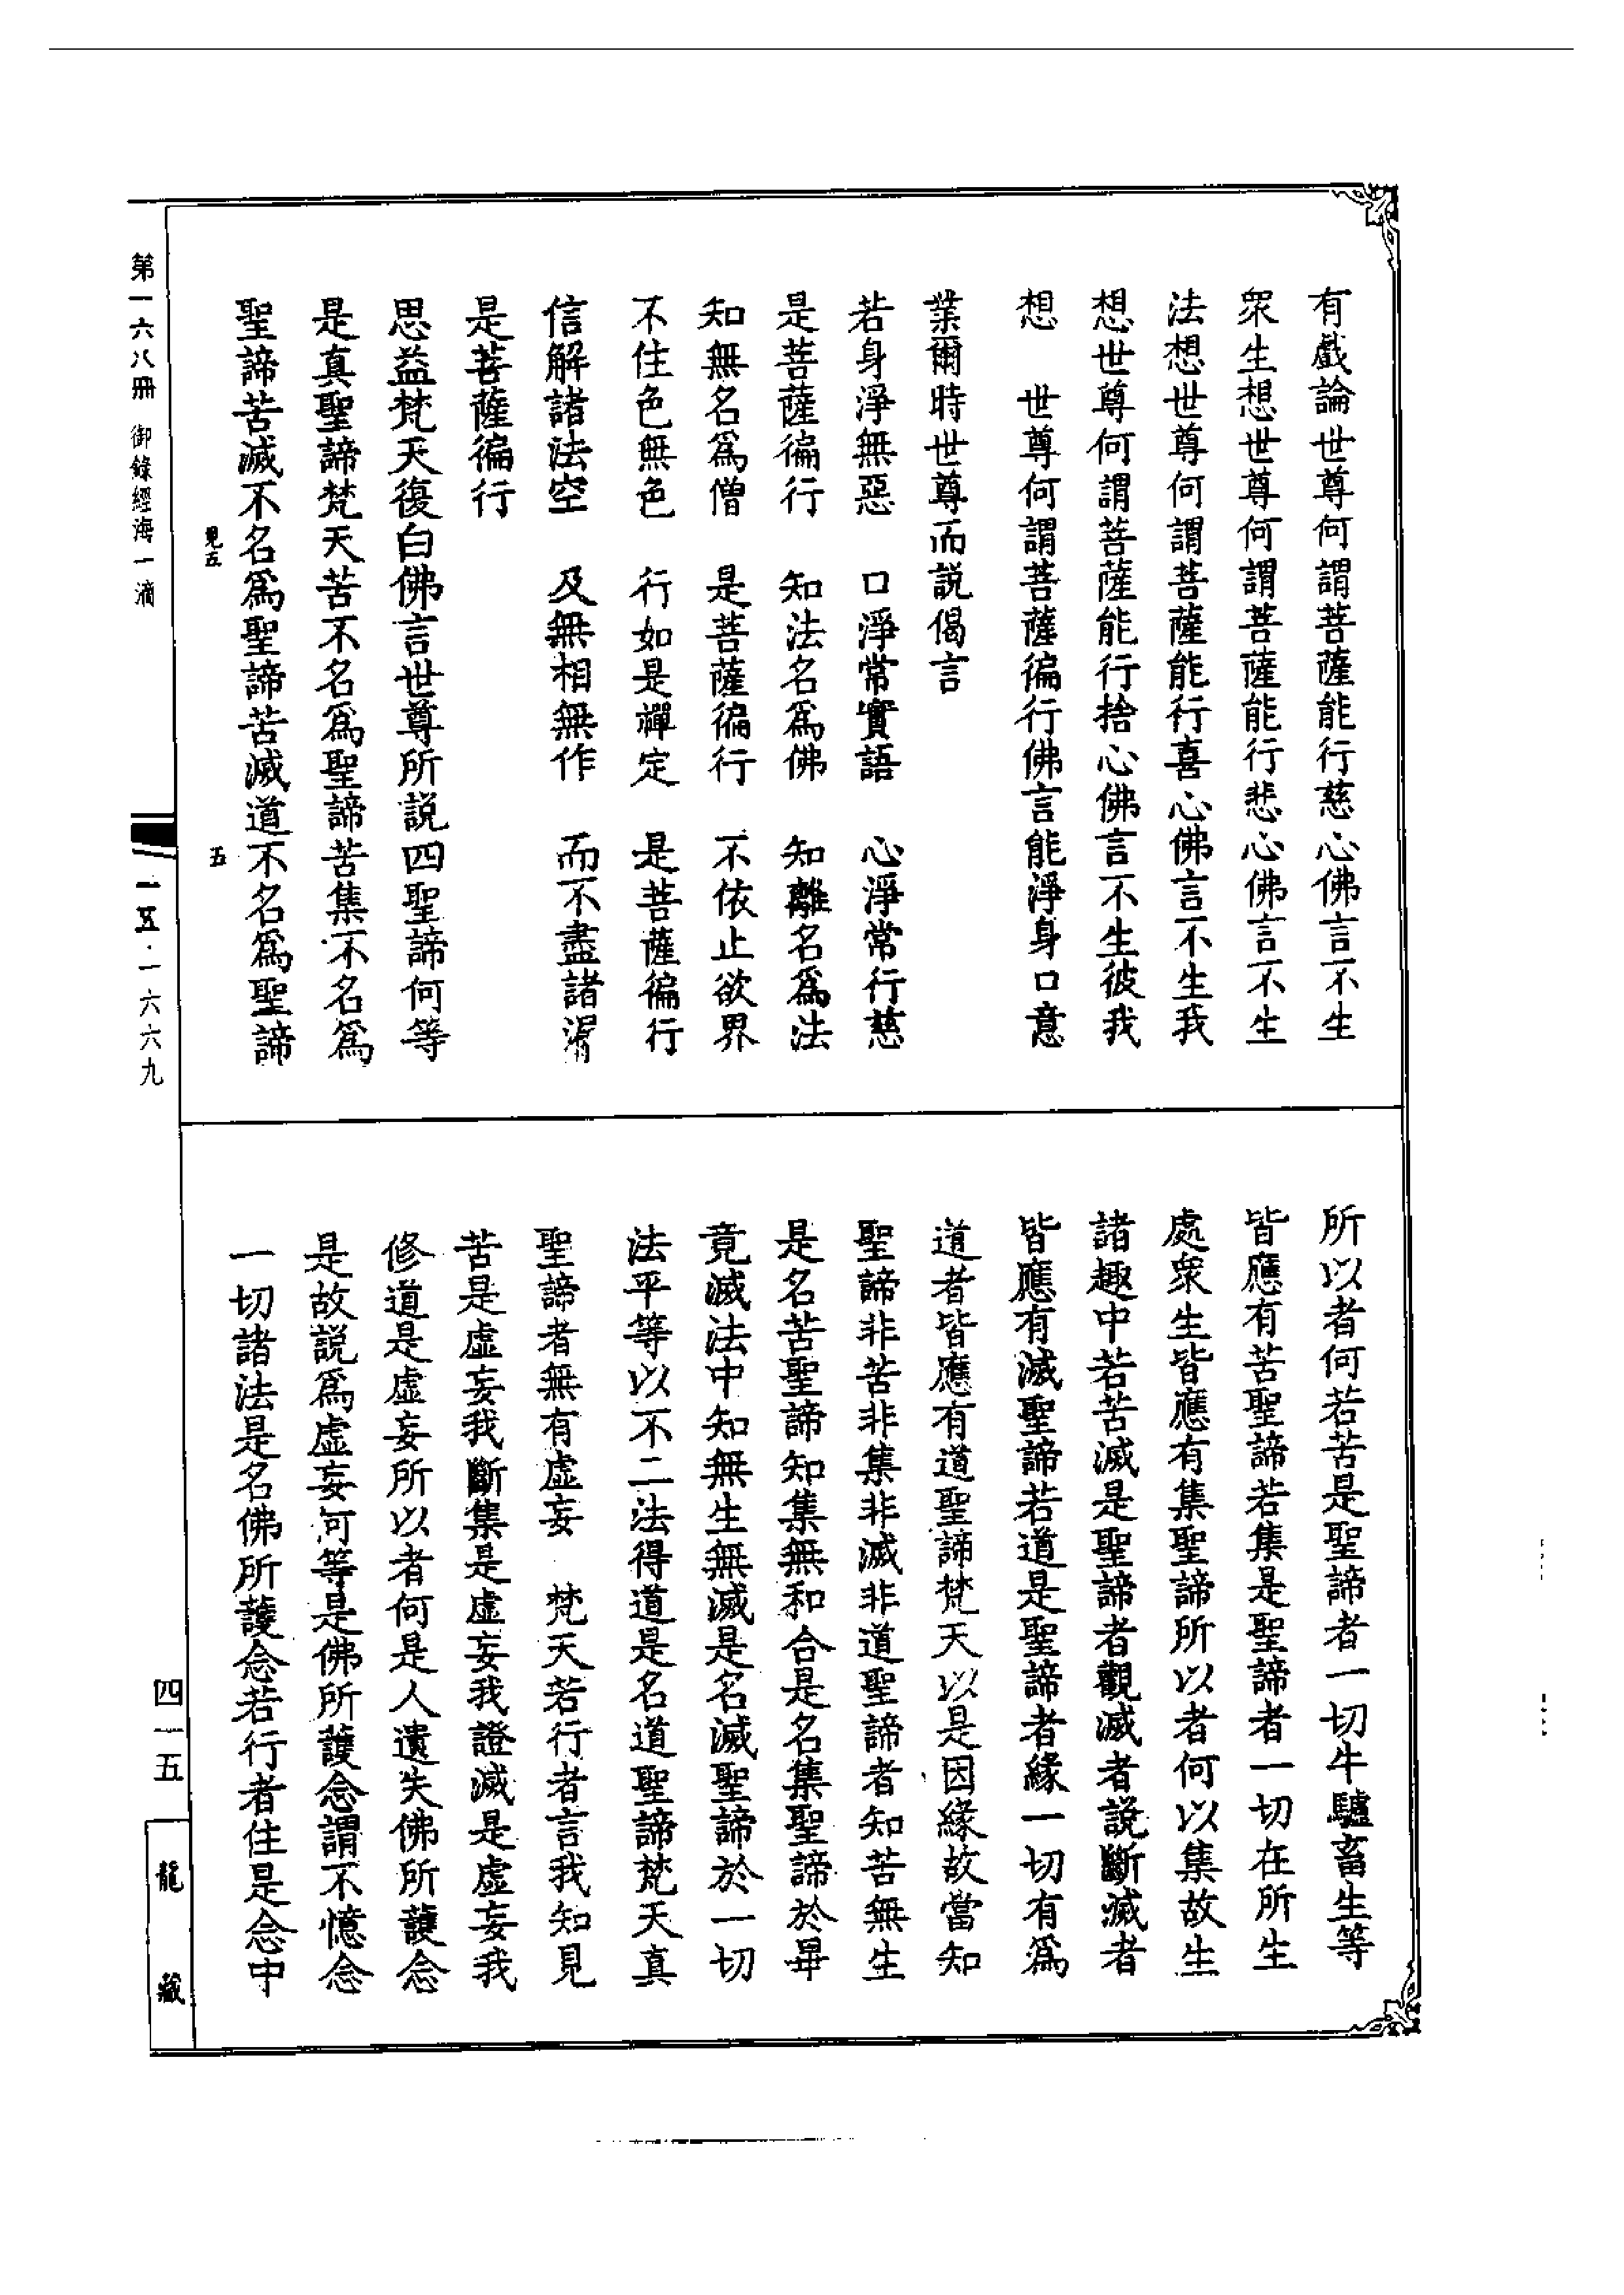 有戲論世尊何謂菩薩能行慈心佛言不生
眾生想世尊何謂菩薩能行悲心佛言不生
法想世尊何謂菩薩能行喜心佛言不生我
想世尊何謂菩薩能行捨心佛言不生彼我
想　世尊何謂菩薩徧行佛言能淨身口意
業爾時世尊而説偈言
若身淨無惡　口淨常實語　心淨常行慈
是菩薩徧行　知法名爲佛　知離名爲法
知無名爲僧　是菩薩徧行　不依止欲界
不住色無色　行如是禪定　是菩薩徧行
信解諸法空　及無相無作　而不盡諸漏
是菩薩徧行
思益梵天復白佛言世尊所説四聖諦何等
是真聖諦梵天苦不名爲聖諦苦集不名爲
聖諦苦滅不名爲聖諦苦滅道不名爲聖諦
所以者何若苦是聖諦者一切牛驢畜生等
皆應有苦聖諦若集是聖諦者一切在所生
處眾生皆應有集聖諦所以者何以集故生
諸趣中若苦滅是聖諦者觀滅者説斷滅者
皆應有滅聖諦若道是聖諦者緣一切有爲
道者皆應有道聖諦梵天以是因緣故當知
聖諦非苦非集非滅非道聖諦者知苦無生
是名苦聖諦知集無和合是名集聖諦於畢
竟滅法中知無生無滅是名滅聖諦於一切
法平等以不二法得道是名道聖諦梵天真
聖諦者無有虛妄　梵天若行者言我知見
苦是虛妄我斷集是虛妄我證滅是虛妄我
修道是虛妄所以者何是人遺失佛所護念
是故説爲虛妄何等是佛所護念謂不憶念
一切諸法是名佛所護念若行者住是念中
五
第一六八冊　御錄經海一滴
一五·一六六九
四一五
龍藏